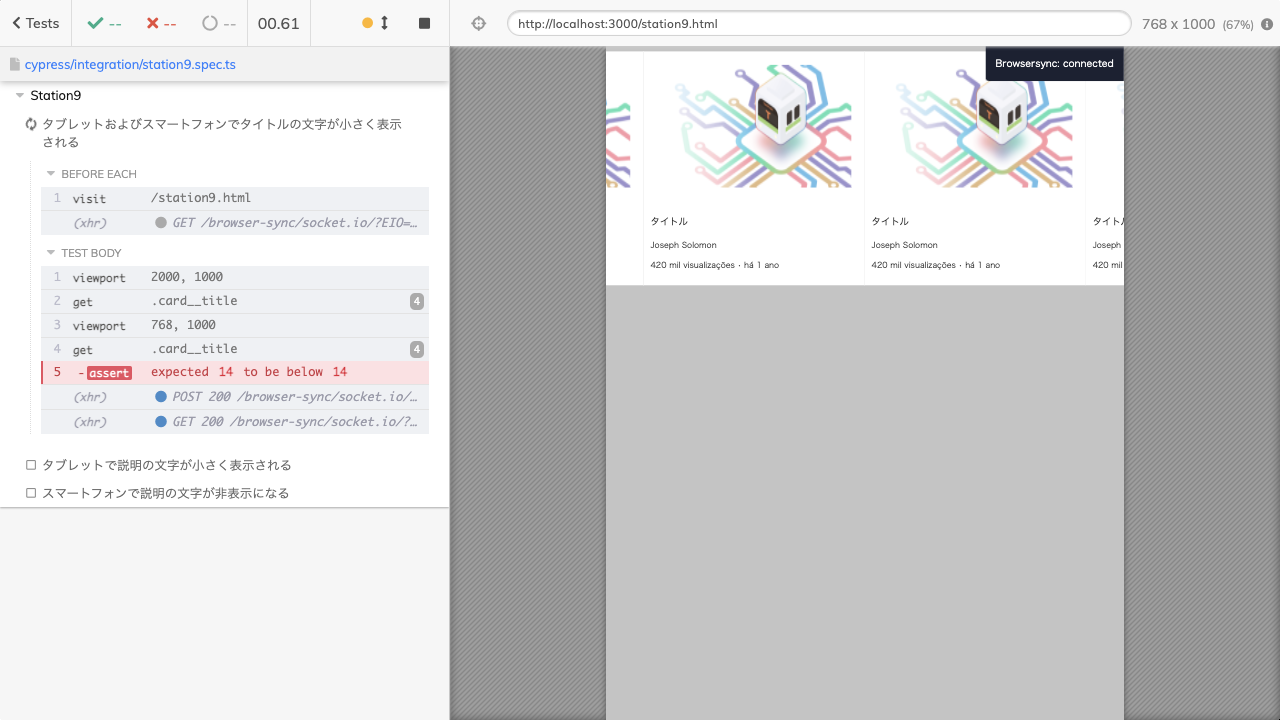 Tests -- -- -- 00.61
http://localhost:3000/station9.html 768 x 1000 (67%)
cypress/integration/station9.spec.ts
Station9
タブレットおよびスマートフォンでタイトルの文字が小さく表示
される
BEFORE EACH
1 visit /station9.html
(xhr) GET /browser-sync/socket.io/?EIO=…
TEST BODY
1 viewport 2000, 1000
2 get .card__title 4
3 viewport 768, 1000
4 get .card__title 4
5 -assert expected 14 to be below 14
(xhr) POST 200 /browser-sync/socket.io/…
(xhr) GET 200 /browser-sync/socket.io/?…
タブレットで説明の文字が小さく表示される
スマートフォンで説明の文字が非表示になる
Browsersync: connected
タイトル
Joseph Solomon
420 mil visualizações・há 1 ano
タイトル
Joseph Solomon
420 mil visualizações・há 1 ano
タイトル
Joseph
420 mil vis